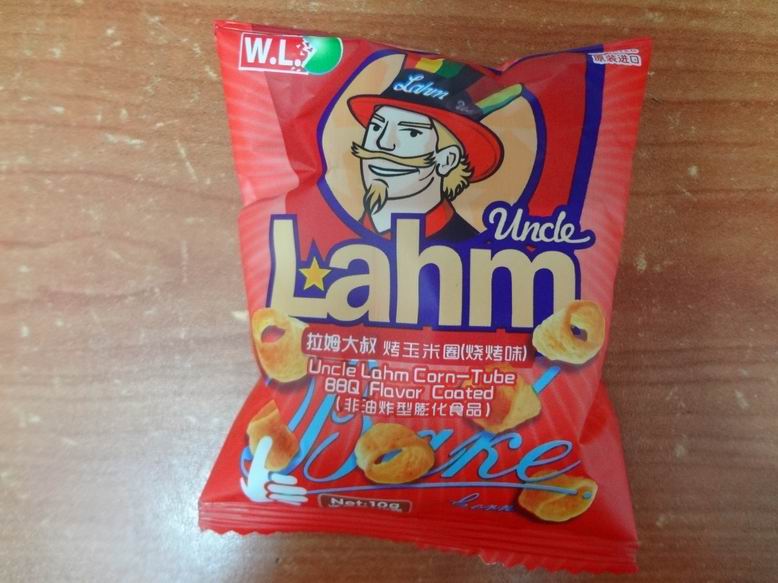 W.L.
原装进口
Lahm
Uncle
Lahm
拉姆大叔 烤玉米圈(烧烤味)
Uncle Lahm Corn-Tube
BBQ Flavor Coated
(非油炸型膨化食品)
Bake
Net:10g